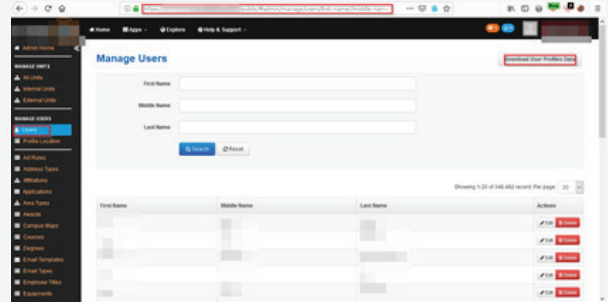 Home
Apps
Explore
Help & Support
Admin Home
MANAGE UNITS
All Units
Internal Units
External Units
MANAGE USERS
Users
Profile Location
Ad Rules
Address Types
Affiliations
Applications
Area Types
Awards
Campus Maps
Courses
Degrees
Email Templates
Email Types
Employee Titles
Equipments
Manage Users
Download User Profiles Data
First Name
Middle Name
Last Name
Search
Reset
Per page 20
First Name Middle Name Last Name Actions
Edit Delete
Edit Delete
Edit Delete
Edit Delete
Edit Delete